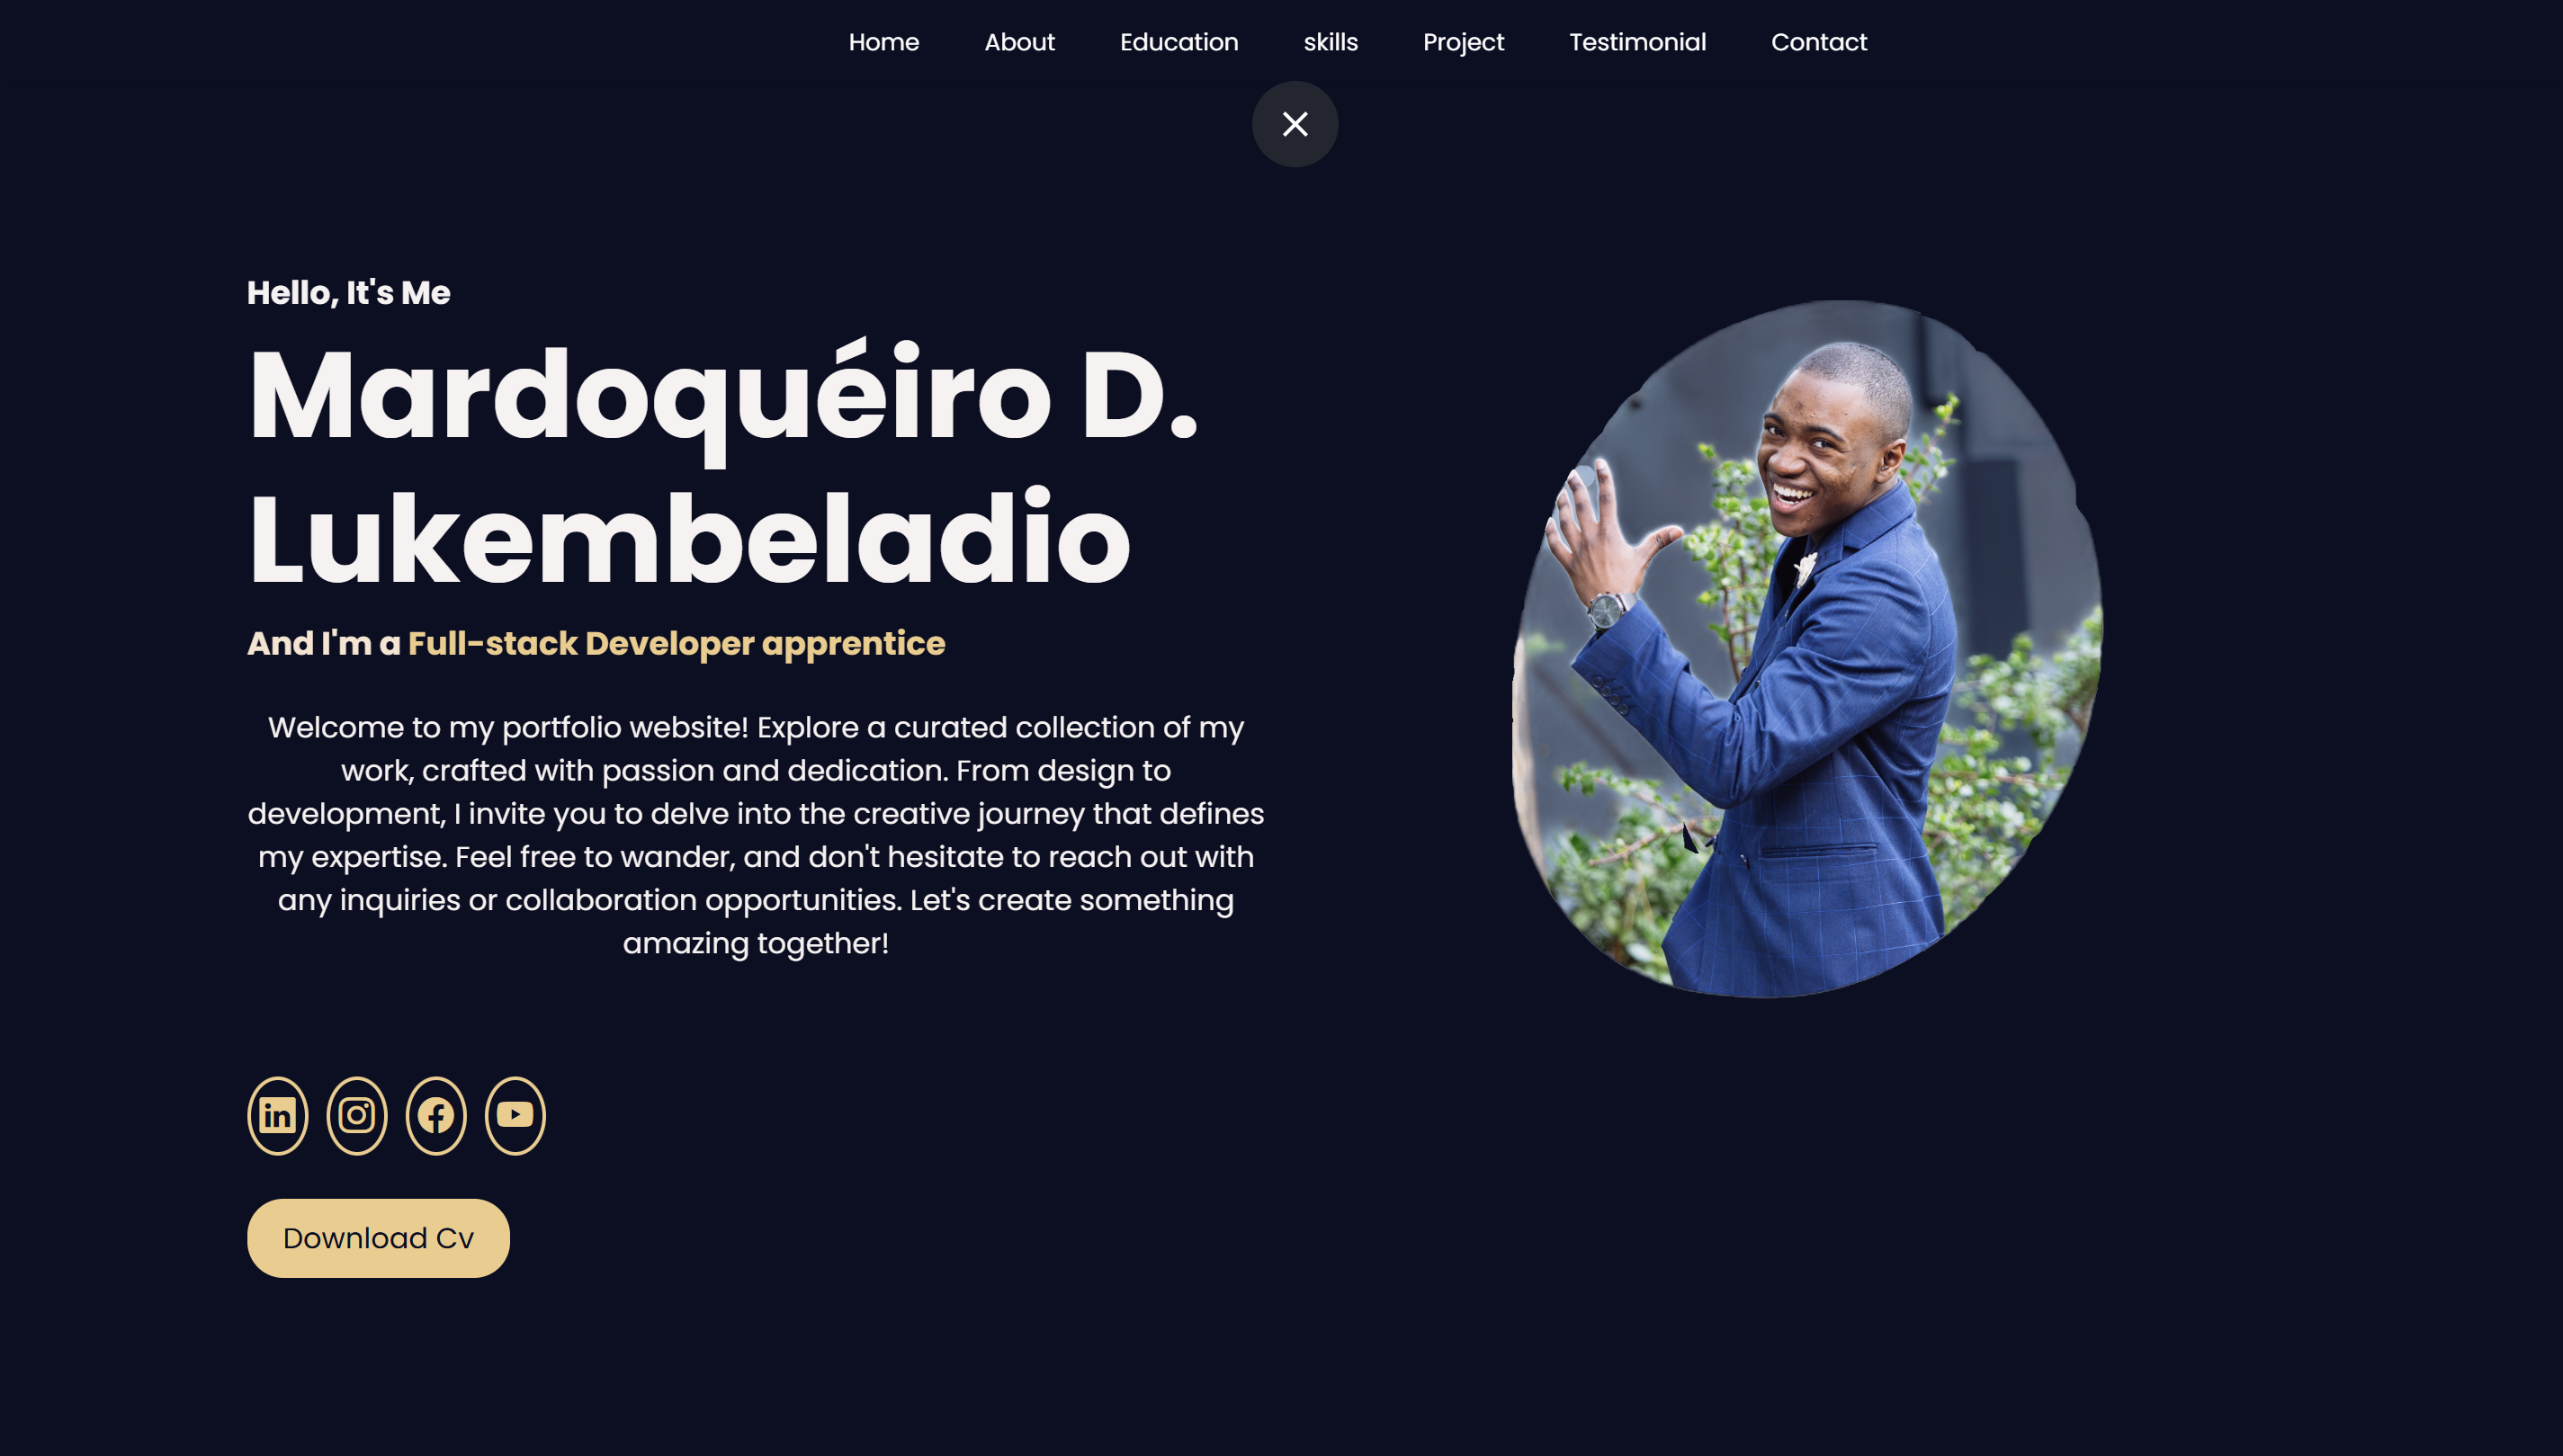 Home About Education skills Project Testimonial Contact
Hello, It's Me
Mardoquéiro D.
Lukembeladio
And I'm a Full-stack Developer apprentice
Welcome to my portfolio website! Explore a curated collection of my
work, crafted with passion and dedication. From design to
development, I invite you to delve into the creative journey that defines
my expertise. Feel free to wander, and don't hesitate to reach out with
any inquiries or collaboration opportunities. Let's create something
amazing together!
Download Cv